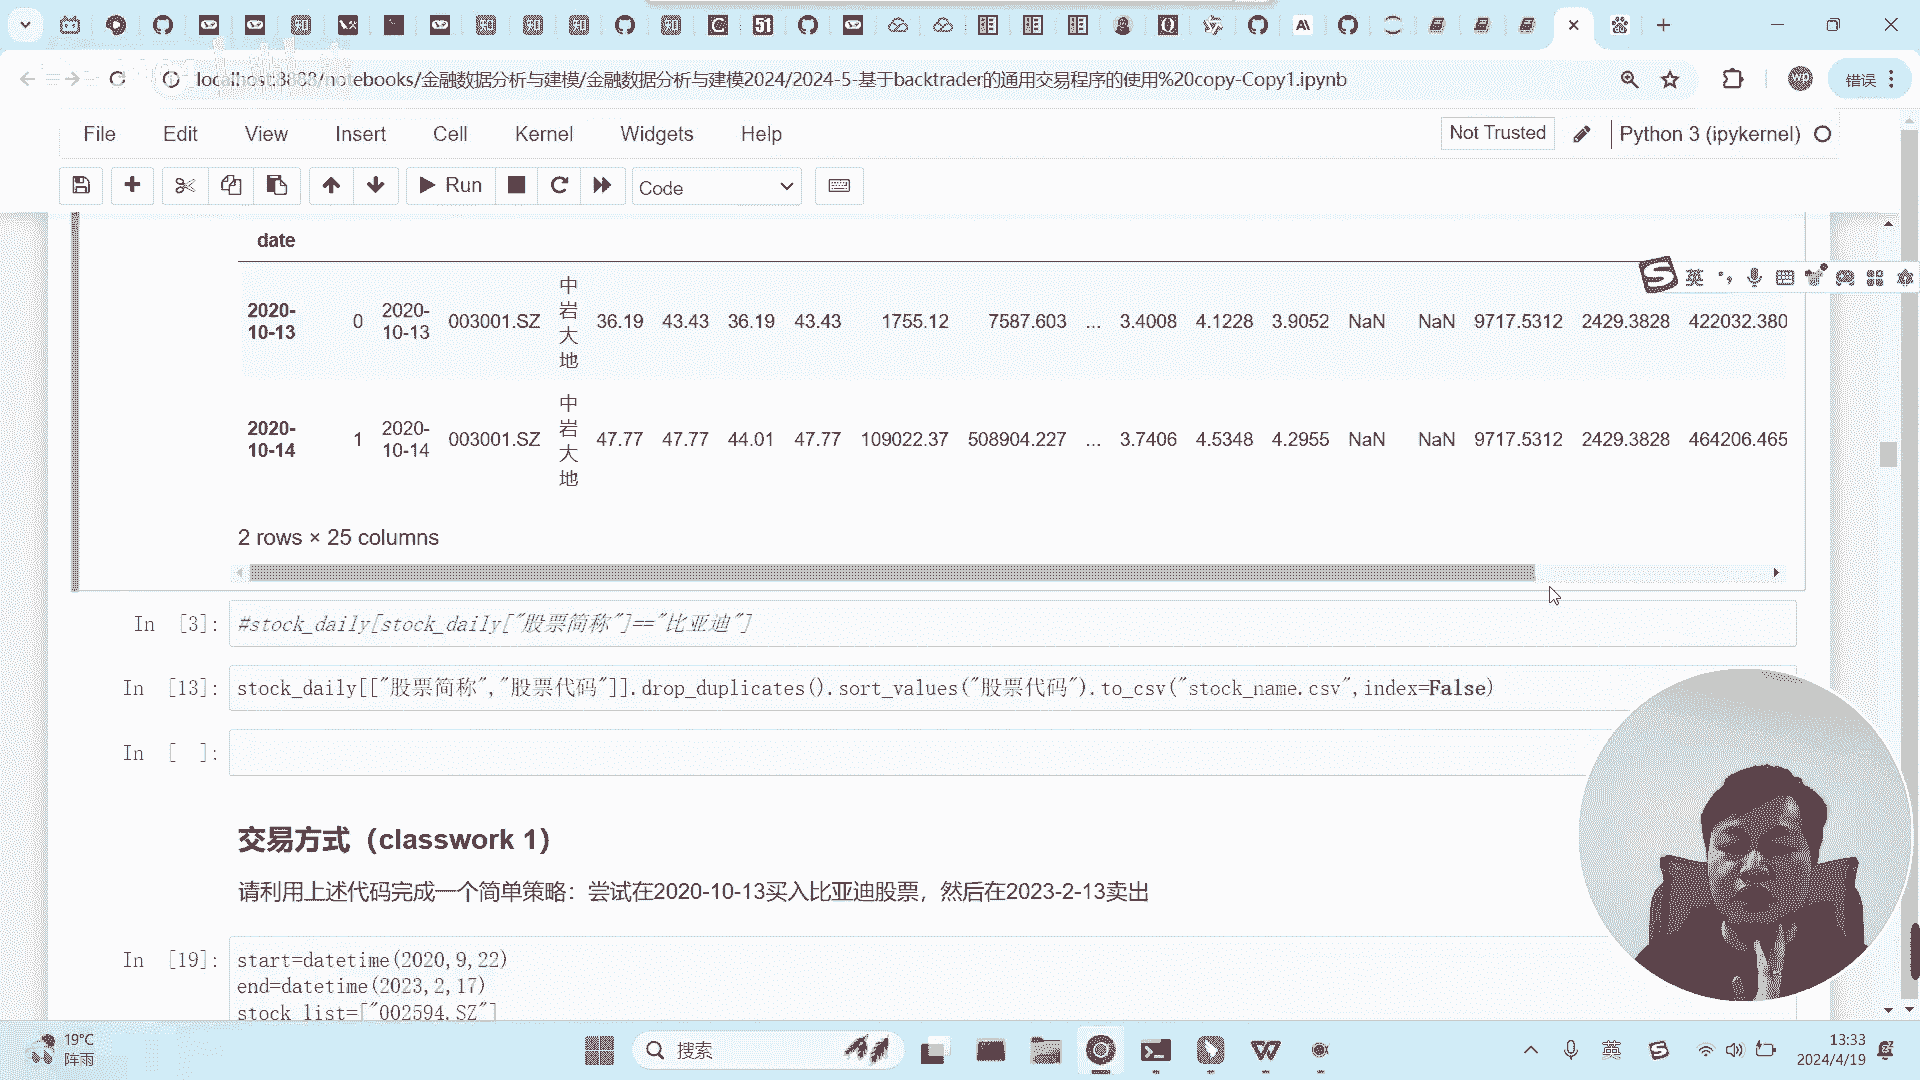 localhost:3888/notebooks/金融数据分析与建模/金融数据分析与建模2024/2024-5-基于backtrader的通用交易程序的使用%20copy-Copy1.ipynb
错误
File Edit View Insert Cell Kernel Widgets Help
Not Trusted
Python 3 (ipykernel)
Run
Code
date
英
2020-10-13 0 2020-10-13 003001.SZ 中岩大地 36.19 43.43 36.19 43.43 1755.12 7587.603 ... 3.4008 4.1228 3.9052 NaN NaN 9717.5312 2429.3828 422032.380
2020-10-14 1 2020-10-14 003001.SZ 中岩大地 47.77 47.77 44.01 47.77 109022.37 508904.227 ... 3.7406 4.5348 4.2955 NaN NaN 9717.5312 2429.3828 464206.465
2 rows × 25 columns
In [3]: #stock_daily[stock_daily["股票简称"]=="比亚迪"]
In [13]: stock_daily[["股票简称","股票代码"]].drop_duplicates().sort_values("股票代码").to_csv("stock_name.csv",index=False)
In [ ]:
交易方式（classwork 1）
请利用上述代码完成一个简单策略：尝试在2020-10-13买入比亚迪股票，然后在2023-2-13卖出
In [19]: start=datetime(2020,9,22)
end=datetime(2023,2,17)
stock_list=["002594.SZ"]
19°C
阵雨
搜索
英
13:33
2024/4/19